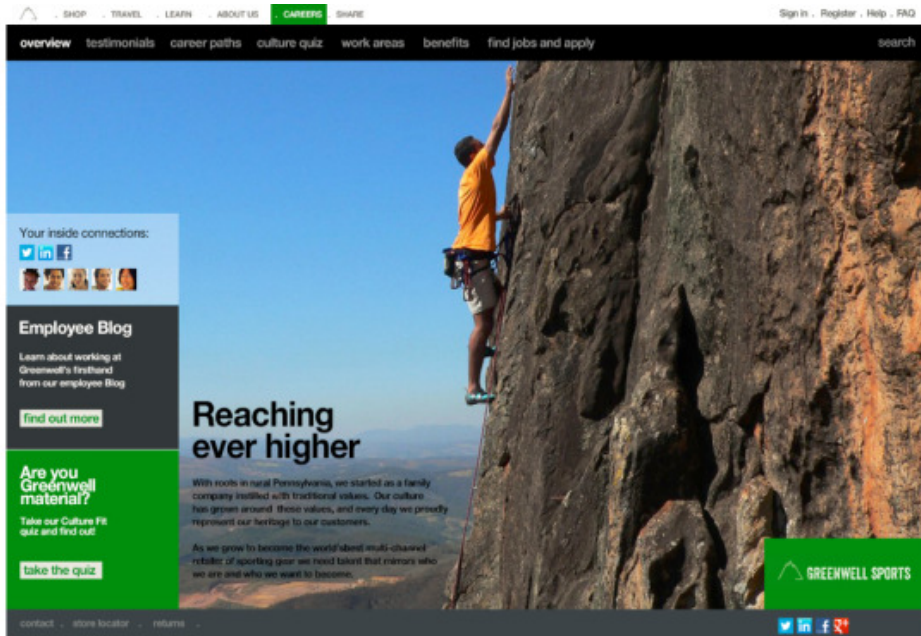 . SHOP . TRAVEL . LEARN . ABOUT US . CAREERS . SHARE
Sign in . Register . Help . FAQ
overview testimonials career paths culture quiz work areas benefits find jobs and apply search
Your inside connections:
Employee Blog
Learn about working at
Greenwell's firsthand
from our employee Blog
find out more
Are you
Greenwell
material?
Take our Culture Fit
quiz and find out!
take the quiz
Reaching
ever higher
With roots in rural Pennsylvania, we started as a family
company instilled with traditional values. Our culture
has grown around these values, and every day we proudly
represent our heritage to our customers.
As we grow to become the world'sbest multi-channel
retailer of sporting gear we need talent that mirrors who
we are and who we want to become.
GREENWELL SPORTS
contact . store locator . returns .